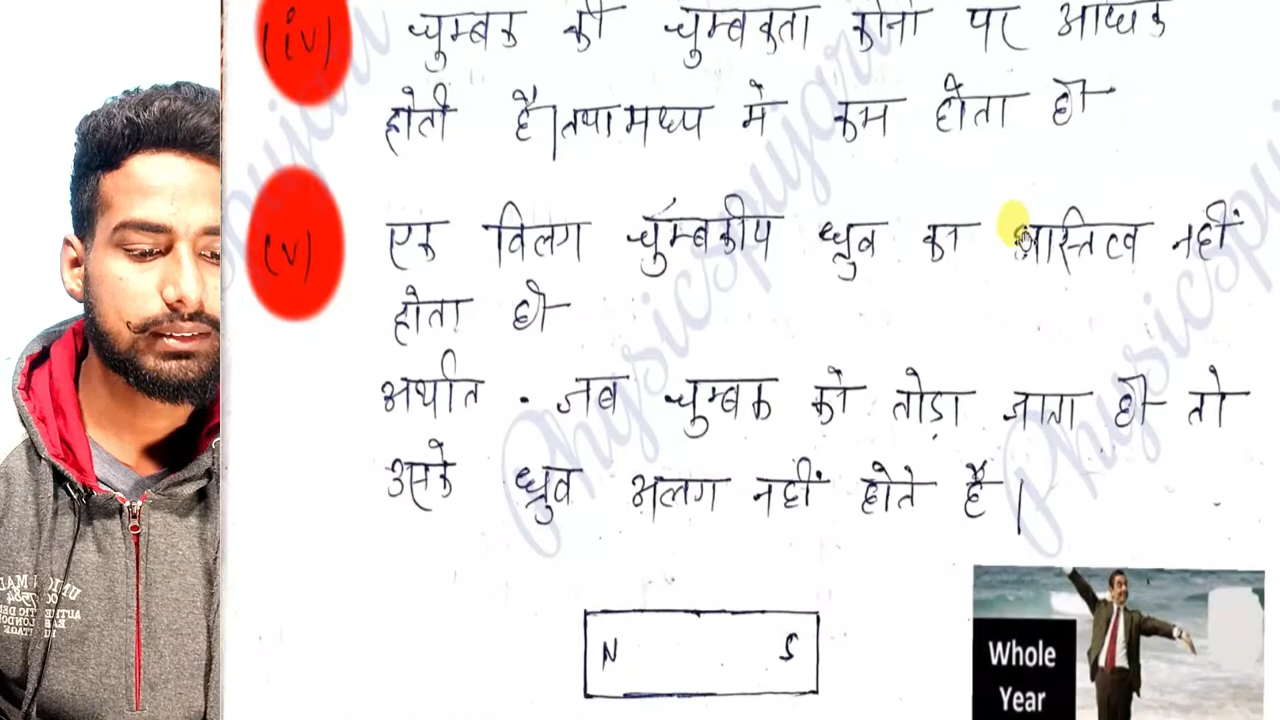 (iv) चुम्बक की चुम्बकता कोनो पर अधिक
होती है। तथा मध्य मे कम होता है
(v) एक विलग चुंम्बकीय ध्रुव का अस्तित्व नहीं
होता है
अर्थात . जब चुम्बक को तोड़ा जाता है तो
उसके ध्रुव अलग नहीं होते है।
N S
Whole
Year
Physicspujari